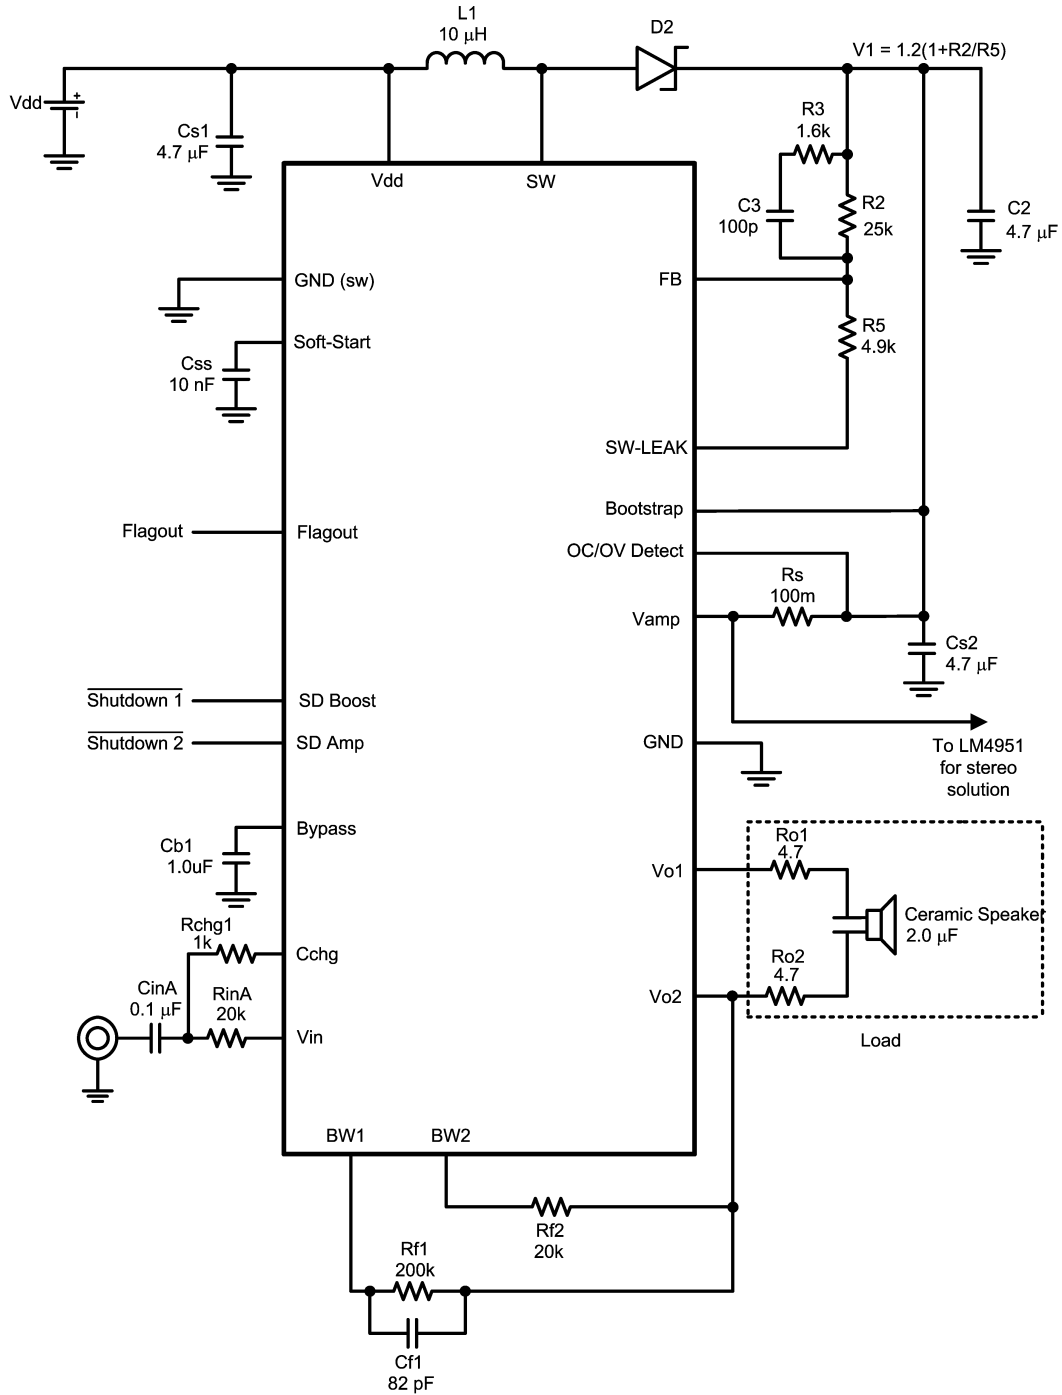 L1
10 μH
D2
V1 = 1.2(1+R2/R5)
Vdd
+
−
Cs1
4.7 μF
R3
1.6k
Vdd
SW
C3
100p
R2
25k
C2
4.7 μF
GND (sw)
FB
Soft-Start
R5
4.9k
Css
10 nF
SW-LEAK
Bootstrap
Flagout
Flagout
OC/OV Detect
Rs
100m
Vamp
Cs2
4.7 μF
Shutdown 1
SD Boost
Shutdown 2
SD Amp
GND
To LM4951
for stereo
solution
Bypass
Cb1
1.0uF
Ro1
4.7
Vo1
Ceramic Speaker
2.0 μF
Rchg1
1k
Cchg
Ro2
4.7
Vo2
CinA
0.1 μF
RinA
20k
Vin
Load
BW1
BW2
Rf2
20k
Rf1
200k
Cf1
82 pF